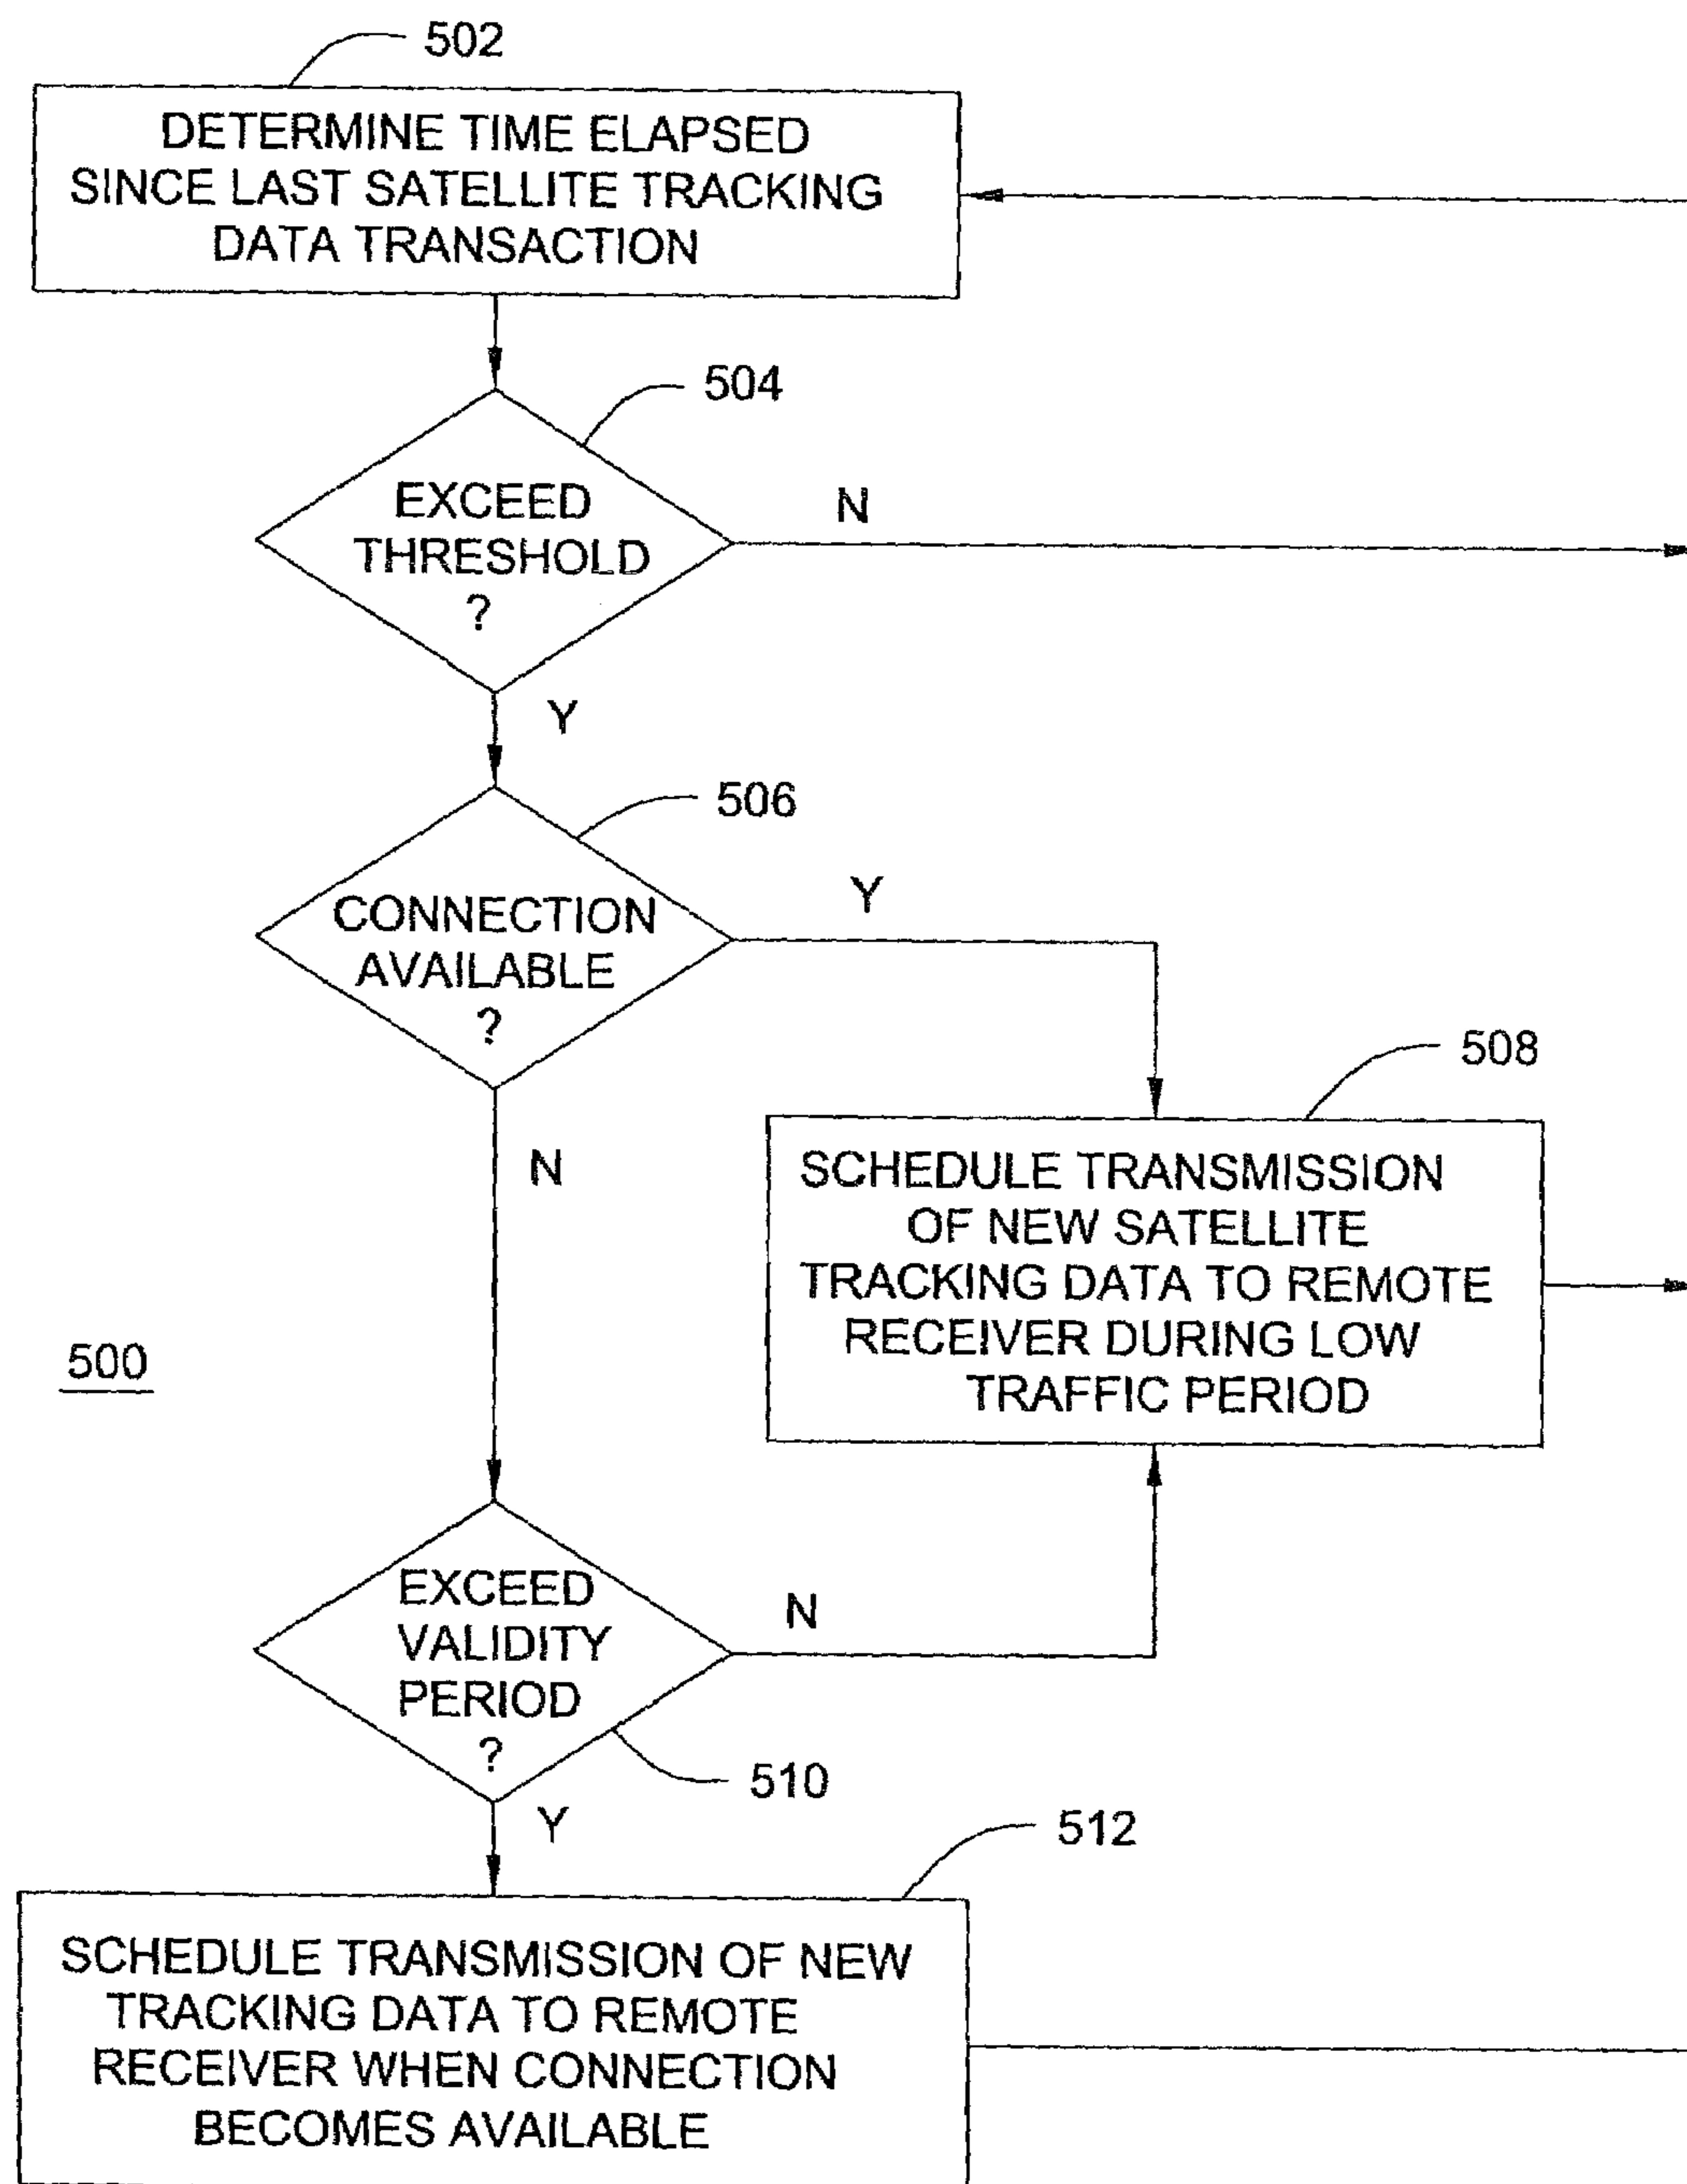 502
DETERMINE TIME ELAPSED
SINCE LAST SATELLITE TRACKING
DATA TRANSACTION
504
EXCEED
THRESHOLD
?
N
Y
506
CONNECTION
AVAILABLE
?
Y
N
508
SCHEDULE TRANSMISSION
OF NEW SATELLITE
TRACKING DATA TO REMOTE
RECEIVER DURING LOW
TRAFFIC PERIOD
500
EXCEED
VALIDITY
PERIOD
?
N
510
Y
512
SCHEDULE TRANSMISSION OF NEW
TRACKING DATA TO REMOTE
RECEIVER WHEN CONNECTION
BECOMES AVAILABLE